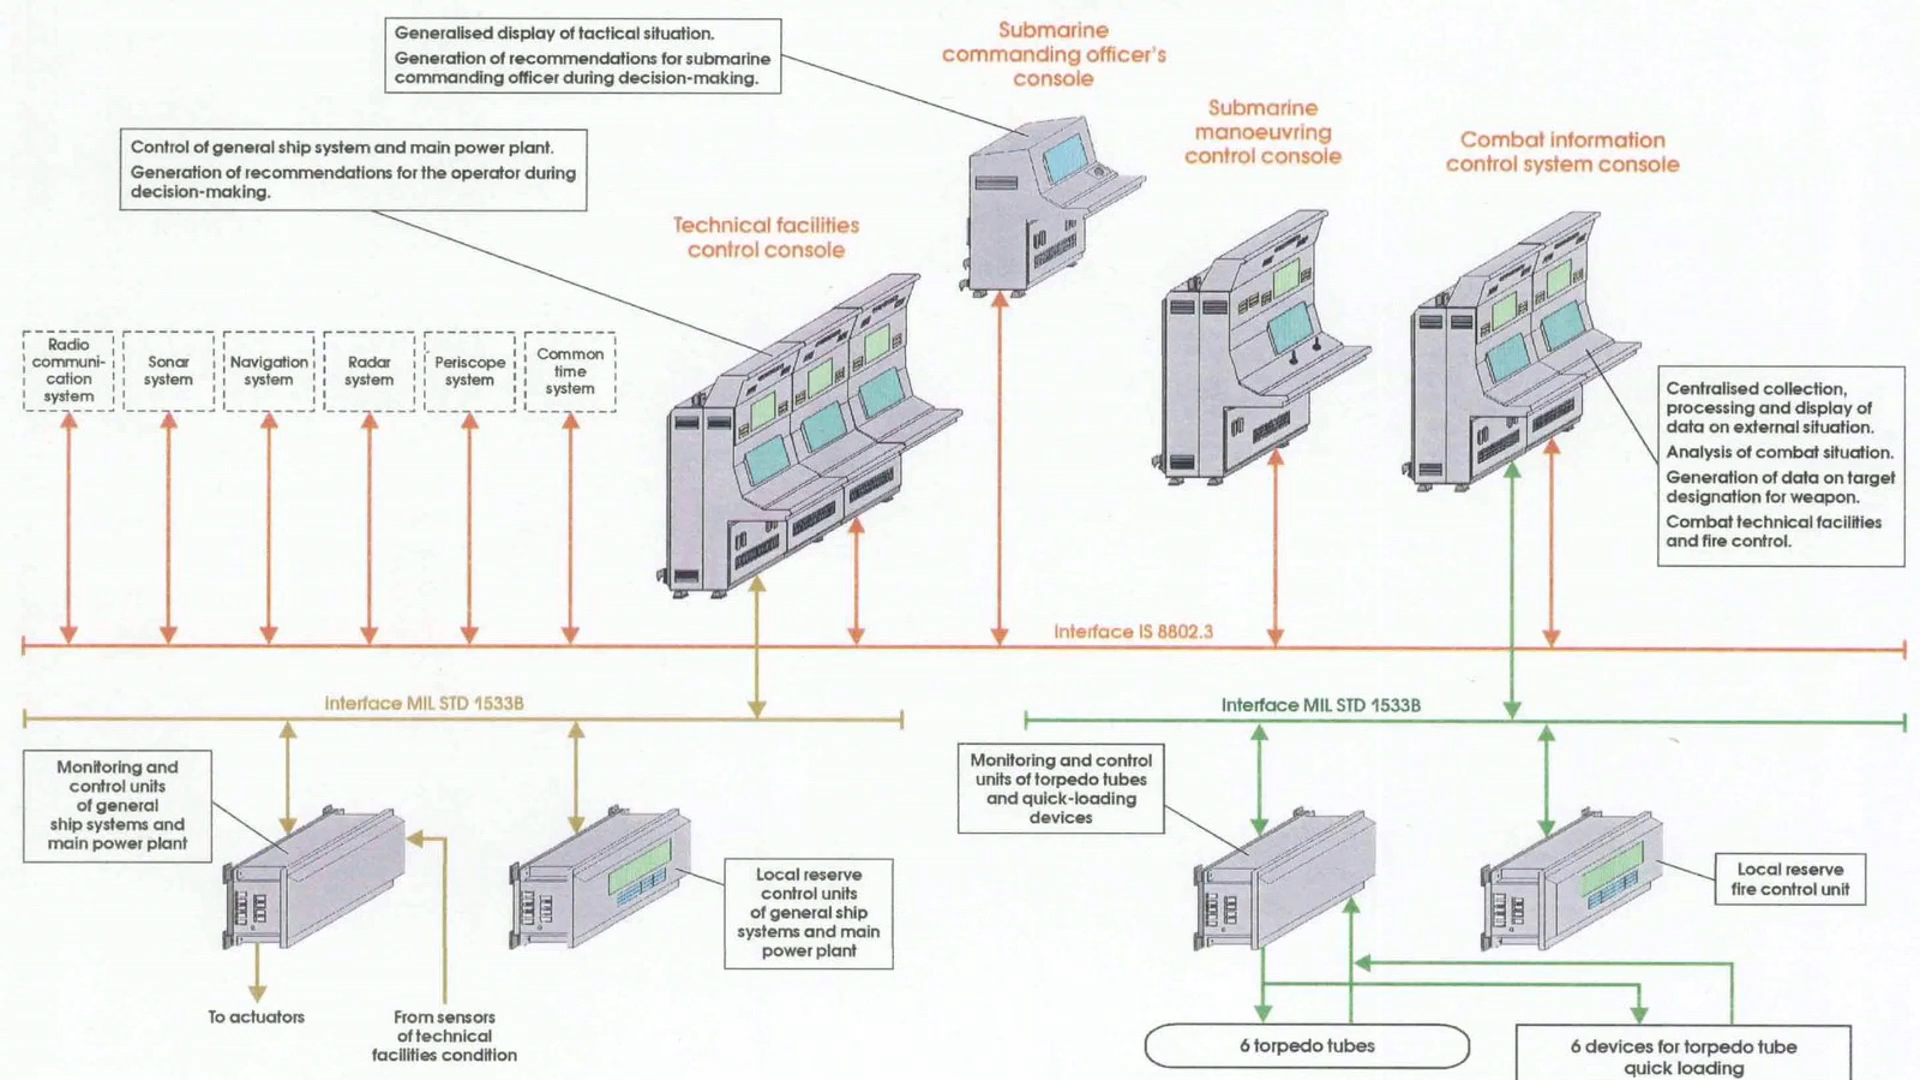 Generalised display of tactical situation.
Generation of recommendations for submarine
commanding officer during decision-making.
Submarine
commanding officer's
console
Submarine
manoeuvring
control console
Combat information
control system console
Control of general ship system and main power plant.
Generation of recommendations for the operator during
decision-making.
Technical facilities
control console
Radio
communi-
cation
system
Sonar
system
Navigation
system
Radar
system
Periscope
system
Common
time
system
Centralised collection,
processing and display of
data on external situation.
Analysis of combat situation.
Generation of data on target
designation for weapon.
Combat technical facilities
and fire control.
Interface IS 8802.3
Interface MIL STD 1533B
Interface MIL STD 1533B
Monitoring and
control units
of general
ship systems and
main power plant
Local reserve
control units
of general ship
systems and main
power plant
Monitoring and control
units of torpedo tubes
and quick-loading
devices
Local reserve
fire control unit
To actuators
From sensors
of technical
facilities condition
6 torpedo tubes
6 devices for torpedo tube
quick loading